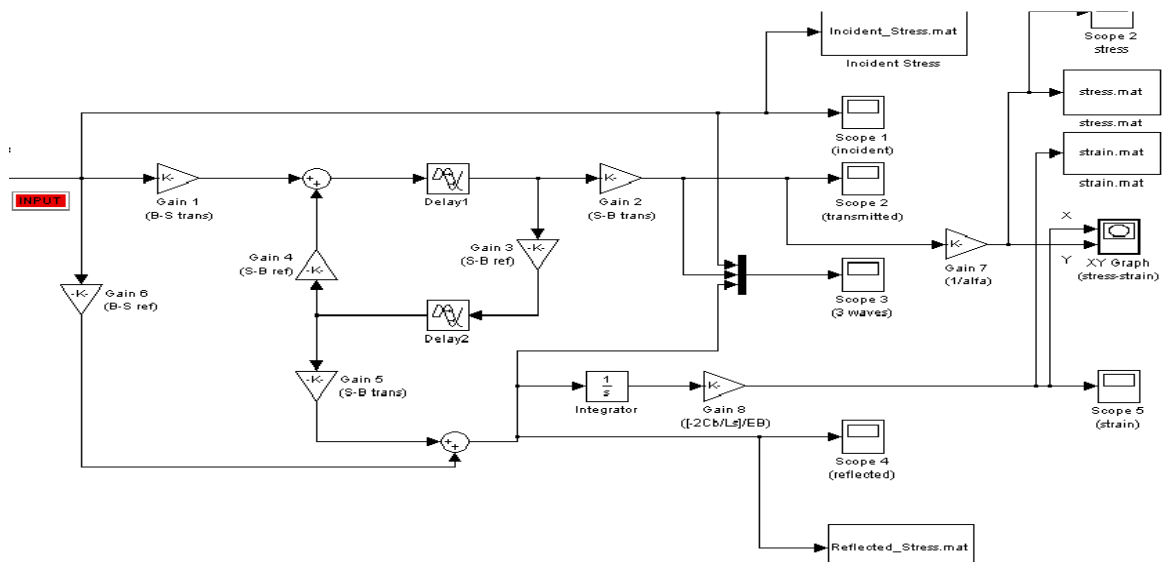 Incident_Stress.mat
Incident Stress
Scope 2
stress
stress.mat
stress.mat
strain.mat
strain.mat
Scope 1
(incident)
INPUT
-K-
Gain 1
(B-S trans)
+
+
Delay1
-K-
Gain 2
(S-B trans)
Scope 2
(transmitted)
Gain 3
(S-B ref)
-K-
Gain 4
(S-B ref)
-K-
-K-
Gain 6
(B-S ref)
Delay2
Scope 3
(3 waves)
K-
Gain 7
(1/alfa)
X
Y
XY Graph
(stress-strain)
-K-
Gain 5
(S-B trans)
1
s
Integrator
K-
Gain 8
([-2Cb/Ls]/EB)
Scope 5
(strain)
+
+
Scope 4
(reflected)
Reflected_Stress.mat